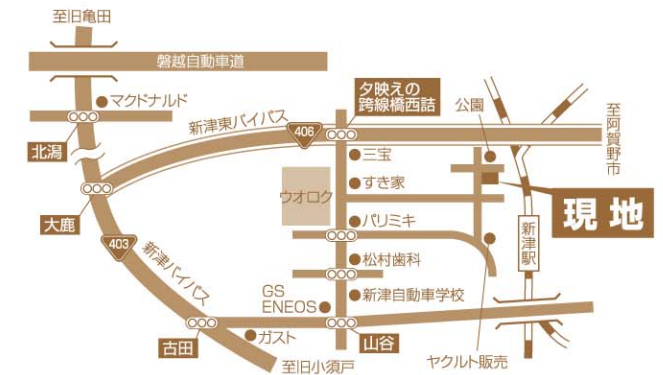 至旧亀田
磐越自動車道
マクドナルド
北潟
新津東バイパス
406
夕映えの
跨線橋西詰
公園
至阿賀野市
三宝
すき家
ウオロク
現地
大鹿
403
新津バイパス
パリミキ
新津駅
松村歯科
GS
ENEOS
新津自動車学校
古田
ガスト
山谷
ヤクルト販売
至旧小須戸